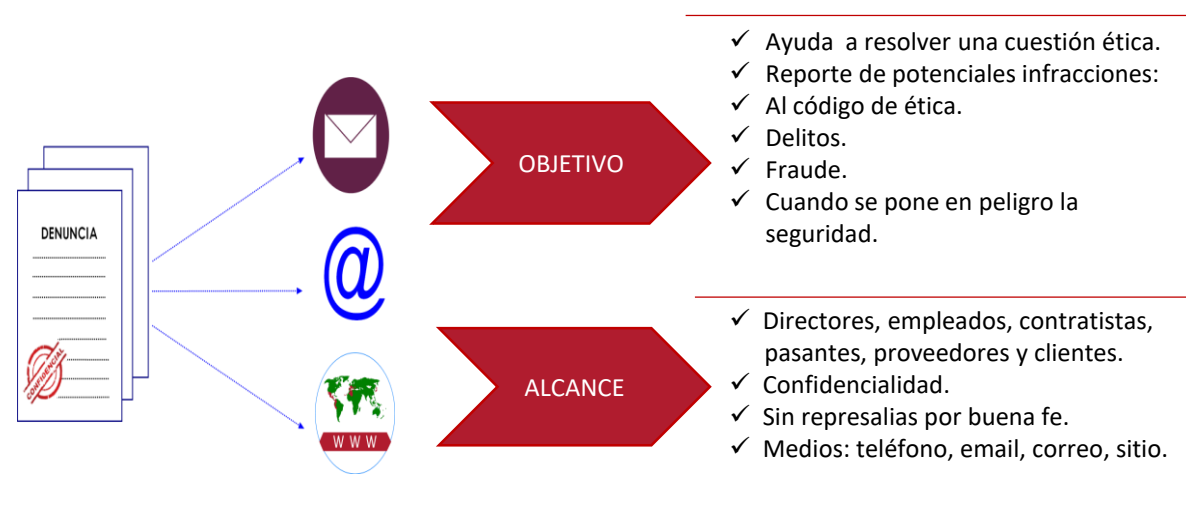 DENUNCIA
CONFIDENCIAL
@
WWW
OBJETIVO
✓ Ayuda a resolver una cuestión ética.
✓ Reporte de potenciales infracciones:
✓ Al código de ética.
✓ Delitos.
✓ Fraude.
✓ Cuando se pone en peligro la
seguridad.
ALCANCE
✓ Directores, empleados, contratistas,
pasantes, proveedores y clientes.
✓ Confidencialidad.
✓ Sin represalias por buena fe.
✓ Medios: teléfono, email, correo, sitio.